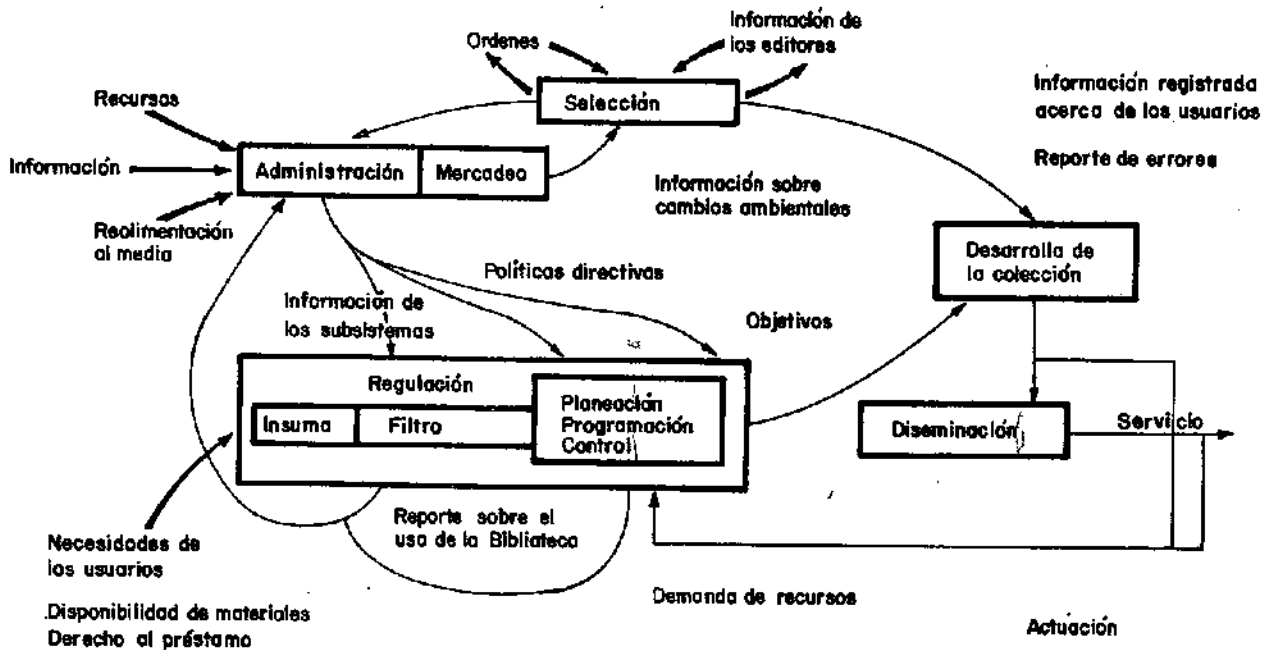 Ordenes
Información de
los editores
Selección
Información registrada
acerca de los usuarios
Reporte de errores
Recursos
Información
Administración
Mercadeo
Realimentación
al media
Información sobre
cambios ambientales
Desarrolla de
la colección
Políticas directivas
Información de
los subsistemas
Objetivos
Regulación
Insuma
Filtro
Planeación
Programación
Control
Diseminación
Servicio
Reporte sobre el
uso de la Biblioteca
Necesidades de
los usuarios
.Disponibilidad de materiales
Derecho al préstamo
Demanda de recursos
Actuación